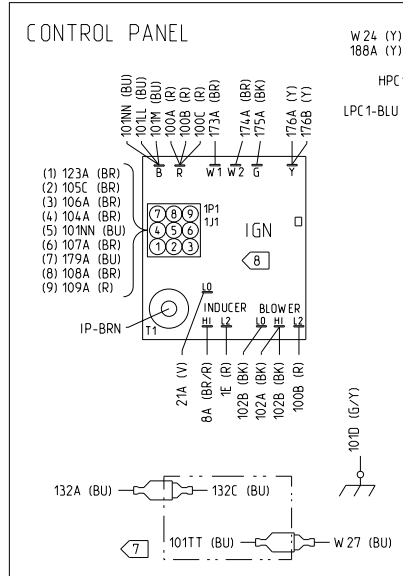 CONTROL PANEL
W24 (Y)
188A (Y)
HPC
LPC1-BLU
101NN (BU)
101LL (BU)
101M (BU)
100A (R)
100B (R)
100C (R)
173A (BR)
174A (BR)
175A (BK)
176A (Y)
176B (Y)
B R W1 W2 G Y
(1) 123A (BR)
(2) 105C (BR)
(3) 106A (BR)
(4) 104A (BR)
(5) 101NN (BU)
(6) 107A (BR)
(7) 179A (BU)
(8) 108A (BR)
(9) 109A (R)
7 8 9
4 5 6
1 2 3
1P1
1J1
IGN
8
IP-BRN
T1
LO
INDUCER BLOWER
HI L2 LO HI L2
21A (V)
8A (BR/R)
1E (R)
102B (BK)
102A (BK)
102B (BK)
100B (R)
101D (G/Y)
132A (BU) 132C (BU)
7
101TT (BU) W27 (BU)